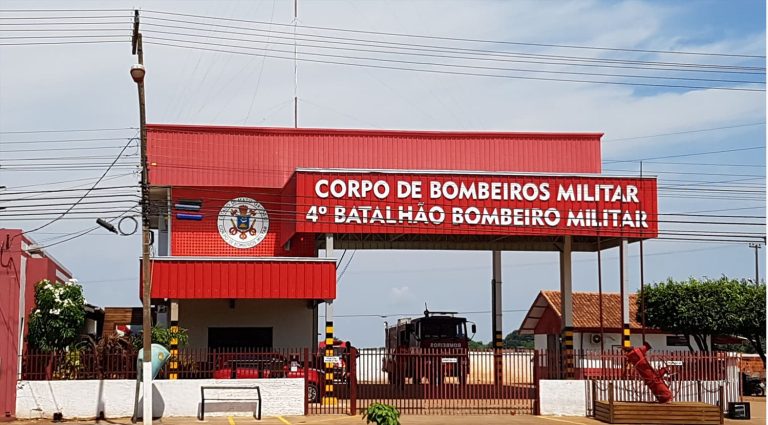 CORPO DE BOMBEIROS MILITAR
4º BATALHÃO BOMBEIRO MILITAR